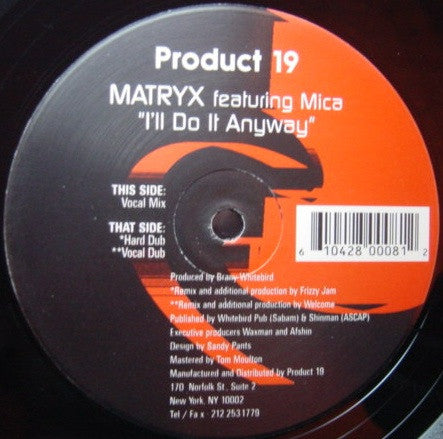 Product 19
MATRYX featuring Mica
"I'll Do It Anyway"
THIS SIDE:
Vocal Mix
THAT SIDE:
*Hard Dub
**Vocal Dub
6 10428 00081 2
Produced by Brany Whitebird
*Remix and additional production by Frizzy Jam
**Remix and additional production by Welcome
Published by Whitebird Pub (Sabam) & Shinman (ASCAP)
Executive producers Waxman and Afshin
Design by Sandy Pants
Mastered by Tom Moulton
Manufactured and Distributed by Product 19
170 Norfolk St. Suite 2
New York, NY 10002
Tel / Fa x 212 2531779